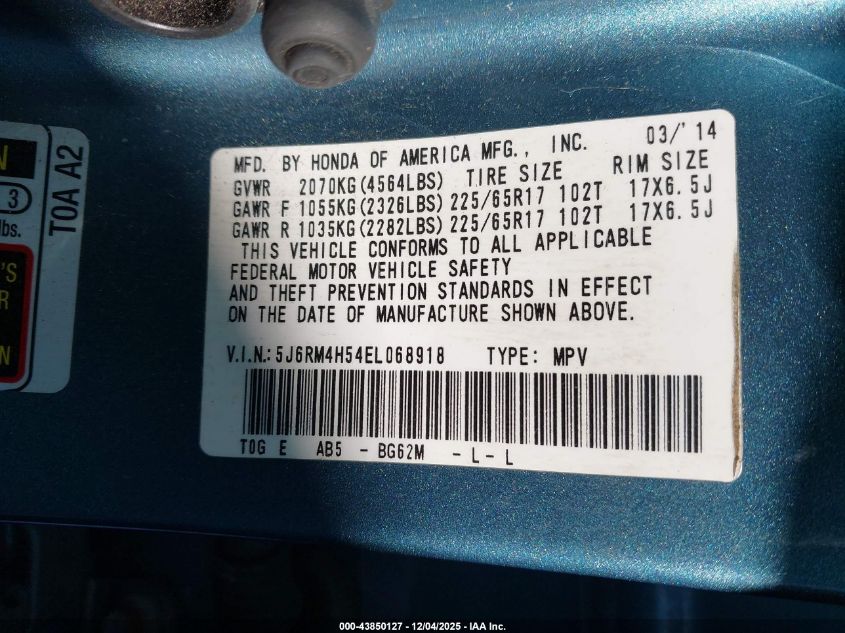 N
3
lbs.
'S
R
N
T0A A2
03/'14
MFD. BY HONDA OF AMERICA MFG., INC.
GVWR 2070KG(4564LBS) TIRE SIZE RIM SIZE
GAWR F 1055KG(2326LBS) 225/65R17 102T 17X6.5J
GAWR R 1035KG(2282LBS) 225/65R17 102T 17X6.5J
THIS VEHICLE CONFORMS TO ALL APPLICABLE
FEDERAL MOTOR VEHICLE SAFETY
AND THEFT PREVENTION STANDARDS IN EFFECT
ON THE DATE OF MANUFACTURE SHOWN ABOVE.
V.I.N.: 5J6RM4H54EL068918 TYPE: MPV
T0G E AB5 - BG62M - L - L
000-43850127 - 12/04/2025 - IAA Inc.